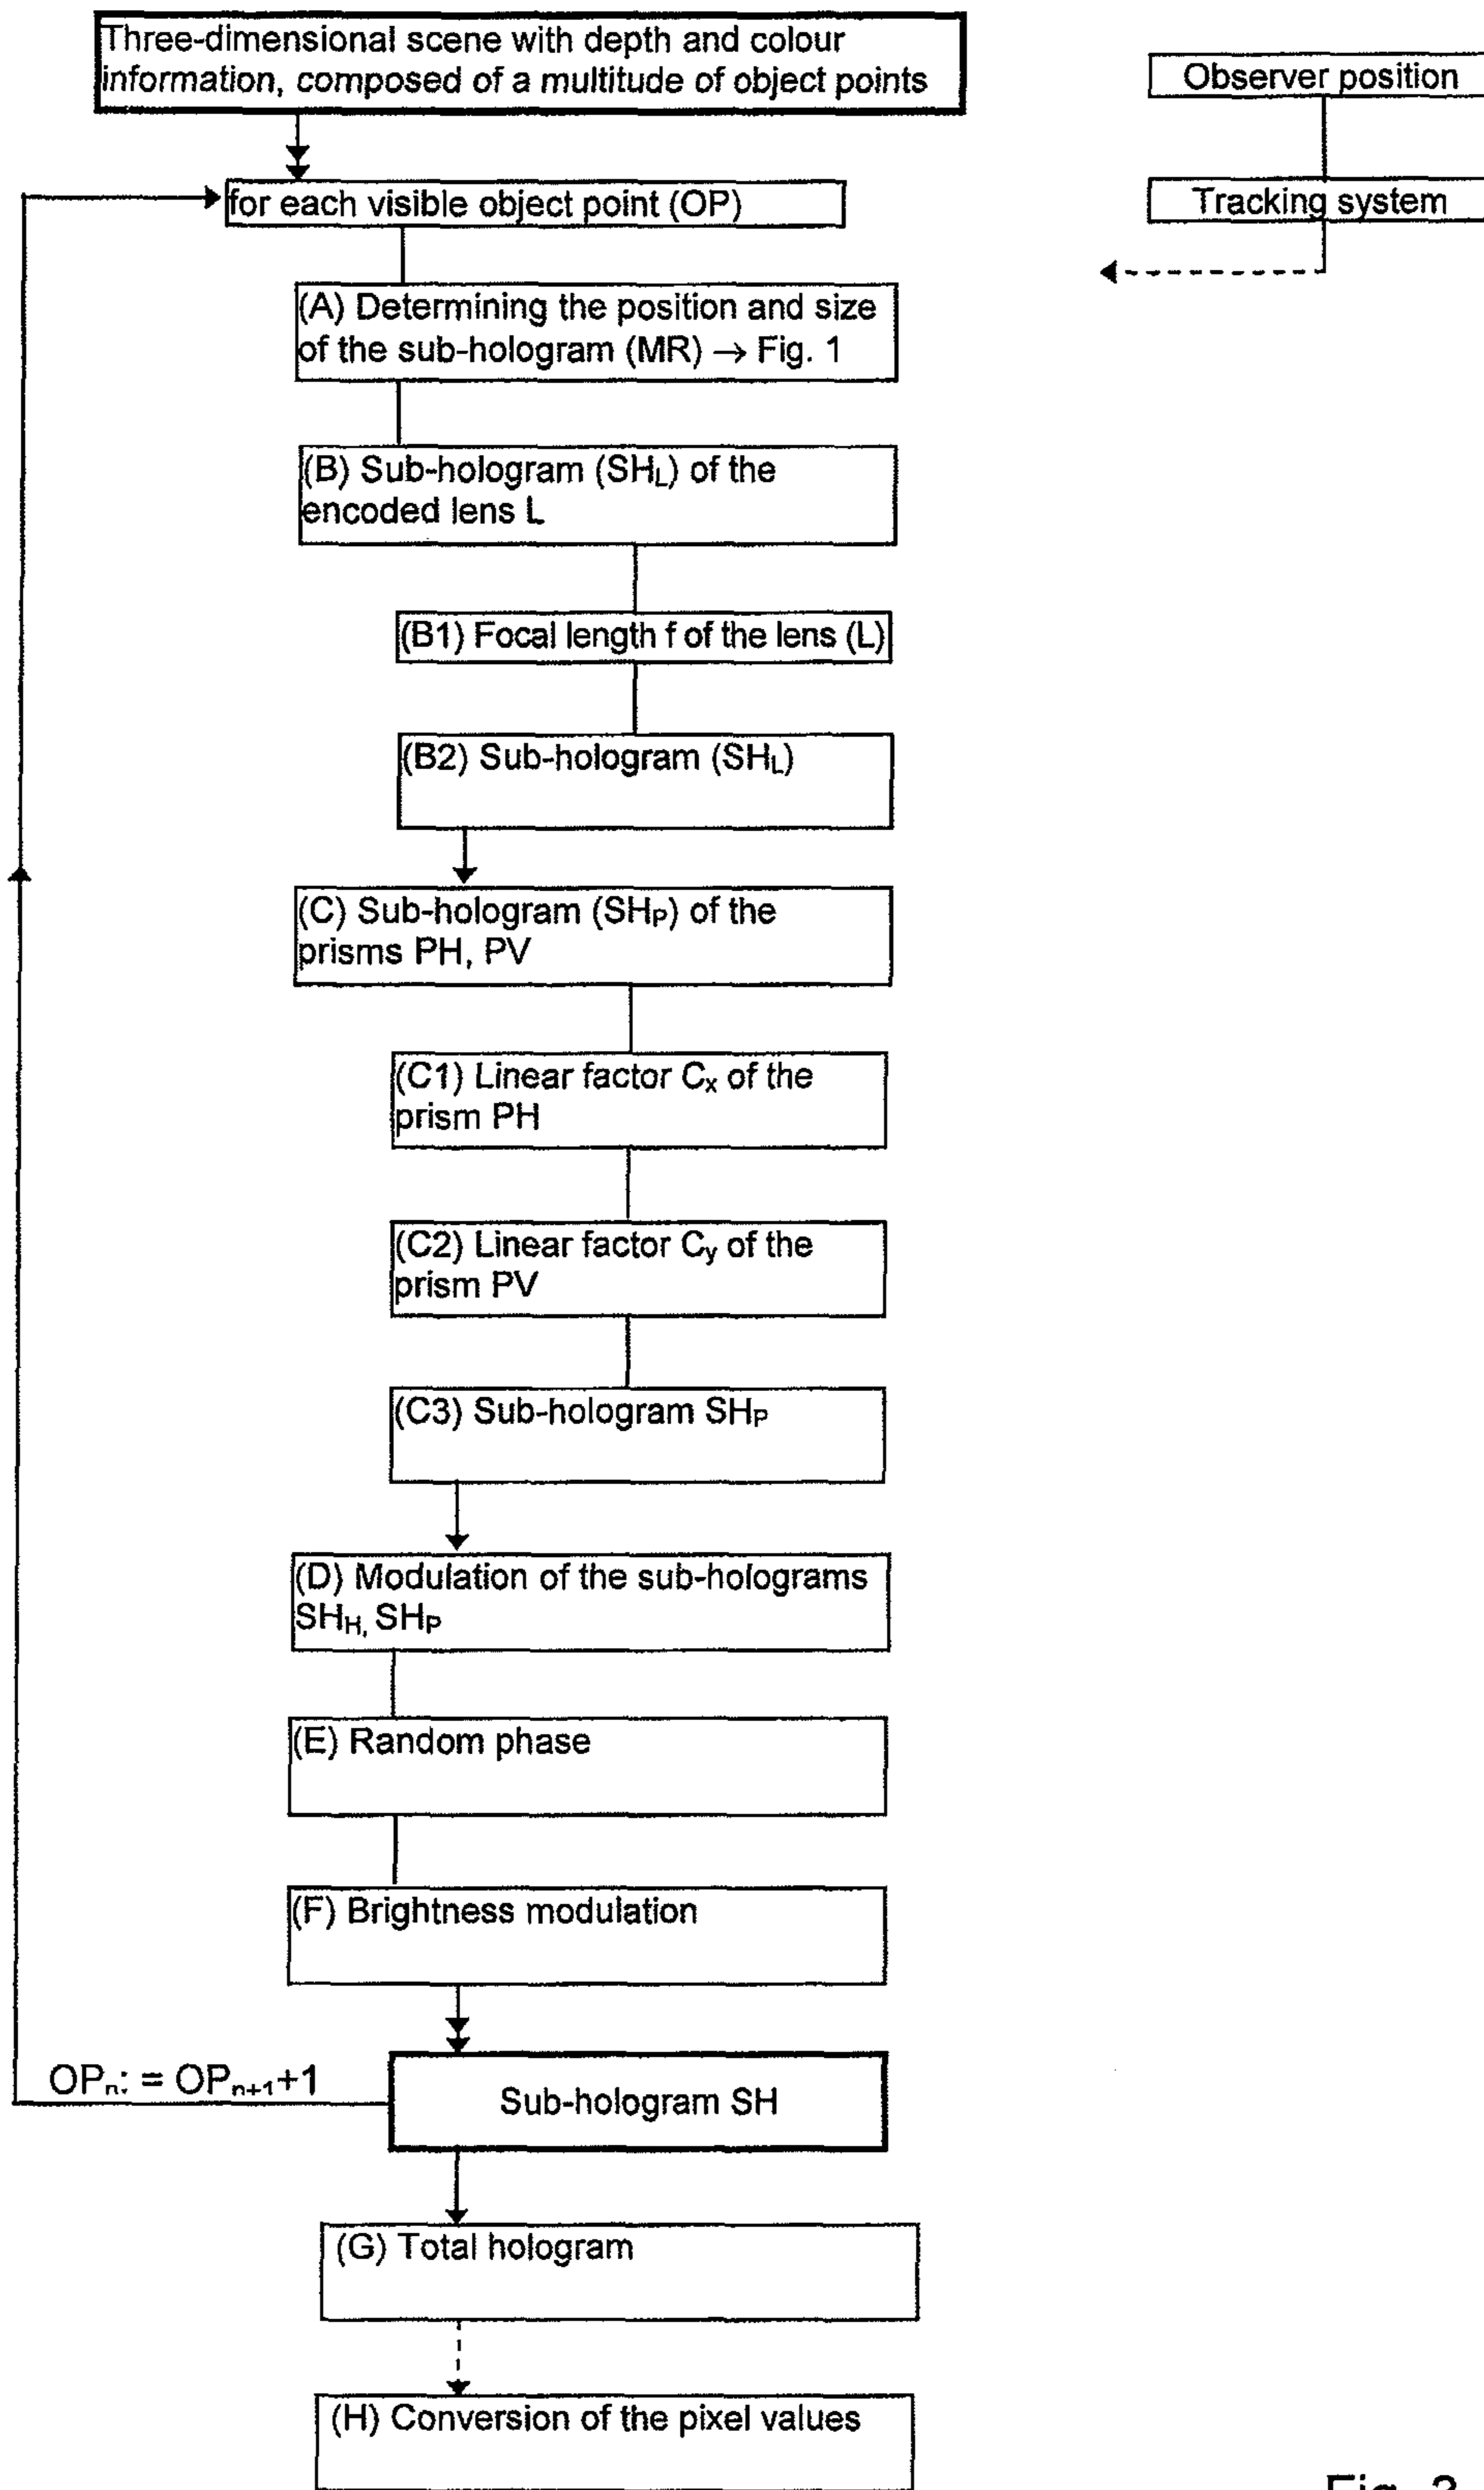 Three-dimensional scene with depth and colour
information, composed of a multitude of object points
Observer position
for each visible object point (OP)
Tracking system
(A) Determining the position and size
of the sub-hologram (MR) → Fig. 1
(B) Sub-hologram (SHL) of the
encoded lens L
(B1) Focal length f of the lens (L)
(B2) Sub-hologram (SHL)
(C) Sub-hologram (SHP) of the
prisms PH, PV
(C1) Linear factor Cx of the
prism PH
(C2) Linear factor Cy of the
prism PV
(C3) Sub-hologram SHP
(D) Modulation of the sub-holograms
SHH, SHP
(E) Random phase
(F) Brightness modulation
OPn: = OPn+1+1
Sub-hologram SH
(G) Total hologram
(H) Conversion of the pixel values